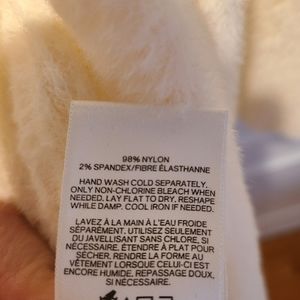 98% NYLON
2% SPANDEX/FIBRE ÉLASTHANNE
HAND WASH COLD SEPARATELY,
ONLY NON-CHLORINE BLEACH WHEN
NEEDED. LAY FLAT TO DRY. RESHAPE
WHILE DAMP. COOL IRON IF NEEDED.
LAVEZ À LA MAIN À L'EAU FROIDE
SÉPAREMENT. UTILISEZ SEULEMENT
DU JAVELLISANT SANS CHLORE, SI
NÉCESSAIRE. ÉTENDRE À PLAT POUR
SÉCHER. RENDRE LA FORME AU
VÊTEMENT LORSQUE CELUI-CI EST
ENCORE HUMIDE. REPASSAGE DOUX,
SI NÉCESSAIRE.